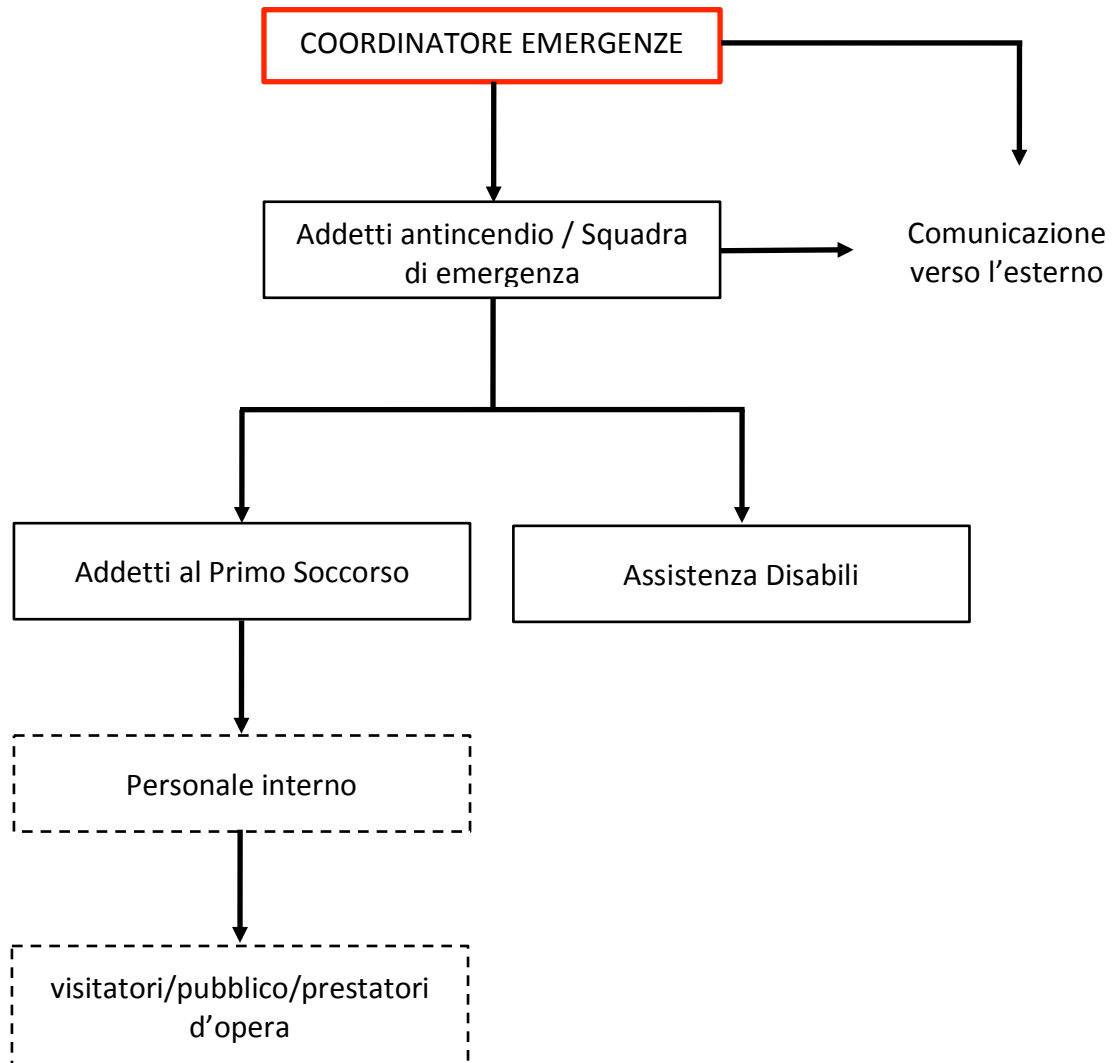 COORDINATORE EMERGENZE
Addetti antincendio / Squadra
di emergenza
Comunicazione
verso l’esterno
Addetti al Primo Soccorso
Assistenza Disabili
Personale interno
visitatori/pubblico/prestatori
d’opera